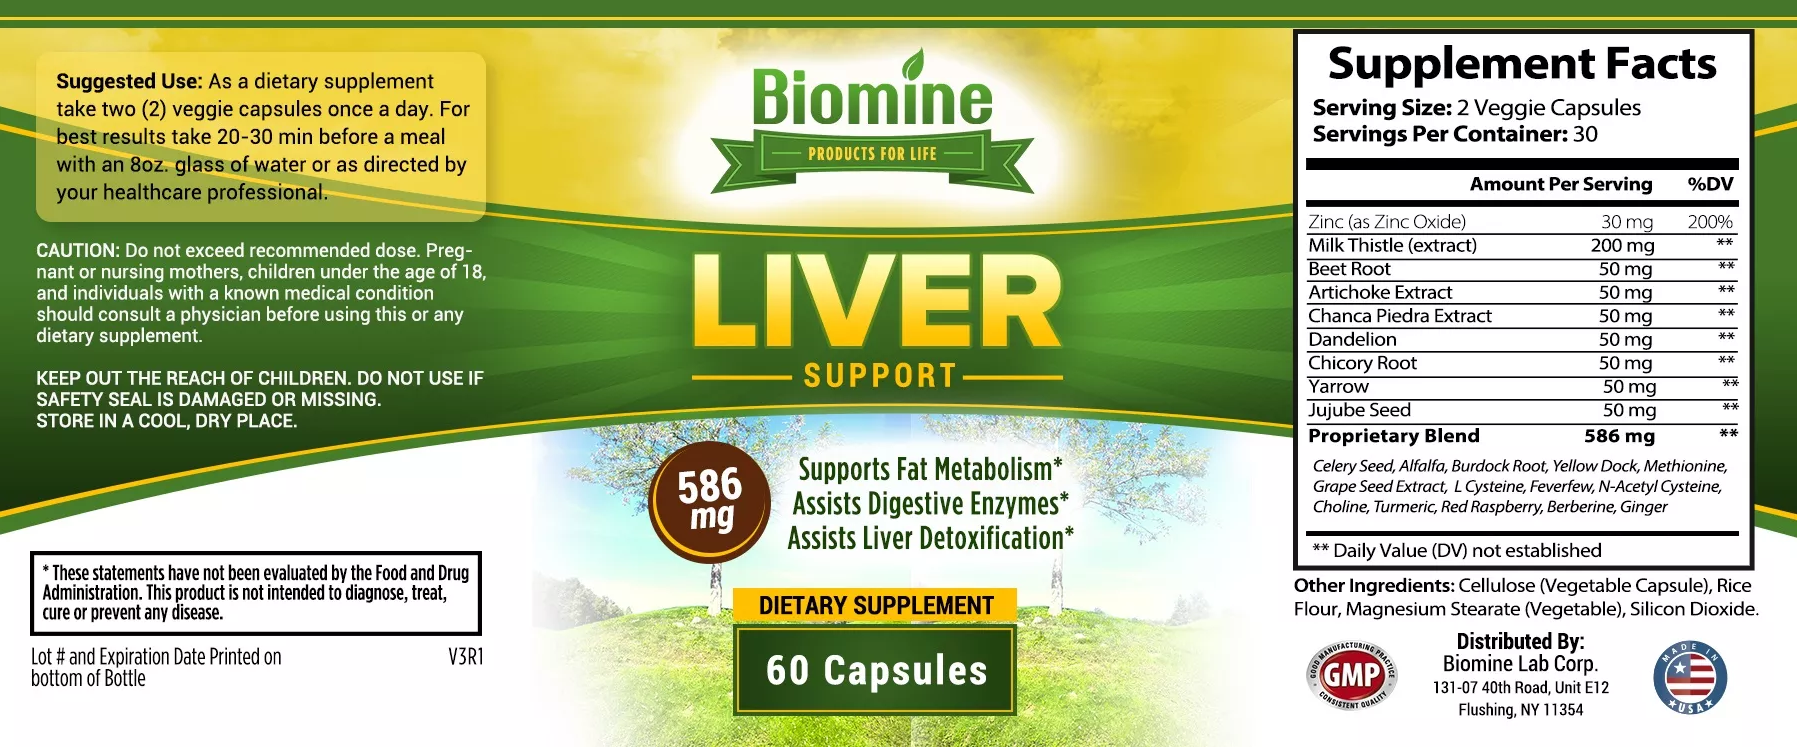 Suggested Use: As a dietary supplement
take two (2) veggie capsules once a day. For
best results take 20-30 min before a meal
with an 8oz. glass of water or as directed by
your healthcare professional.
CAUTION: Do not exceed recommended dose. Preg-
nant or nursing mothers, children under the age of 18,
and individuals with a known medical condition
should consult a physician before using this or any
dietary supplement.
KEEP OUT THE REACH OF CHILDREN. DO NOT USE IF
SAFETY SEAL IS DAMAGED OR MISSING.
STORE IN A COOL, DRY PLACE.
* These statements have not been evaluated by the Food and Drug
Administration. This product is not intended to diagnose, treat,
cure or prevent any disease.
Lot # and Expiration Date Printed on
bottom of Bottle
V3R1
Biomine
PRODUCTS FOR LIFE
LIVER
SUPPORT
586
mg
Supports Fat Metabolism*
Assists Digestive Enzymes*
Assists Liver Detoxification*
DIETARY SUPPLEMENT
60 Capsules
Supplement Facts
Serving Size: 2 Veggie Capsules
Servings Per Container: 30
Amount Per Serving %DV
Zinc (as Zinc Oxide) 30 mg 200%
Milk Thistle (extract) 200 mg **
Beet Root 50 mg **
Artichoke Extract 50 mg **
Chanca Piedra Extract 50 mg **
Dandelion 50 mg **
Chicory Root 50 mg **
Yarrow 50 mg **
Jujube Seed 50 mg **
Proprietary Blend 586 mg **
Celery Seed, Alfalfa, Burdock Root, Yellow Dock, Methionine,
Grape Seed Extract, L Cysteine, Feverfew, N-Acetyl Cysteine,
Choline, Turmeric, Red Raspberry, Berberine, Ginger
** Daily Value (DV) not established
Other Ingredients: Cellulose (Vegetable Capsule), Rice
Flour, Magnesium Stearate (Vegetable), Silicon Dioxide.
GOOD MANUFACTURING PRACTICE
GMP
CONSISTENT QUALITY
Distributed By:
Biomine Lab Corp.
131-07 40th Road, Unit E12
Flushing, NY 11354
MADE IN
USA